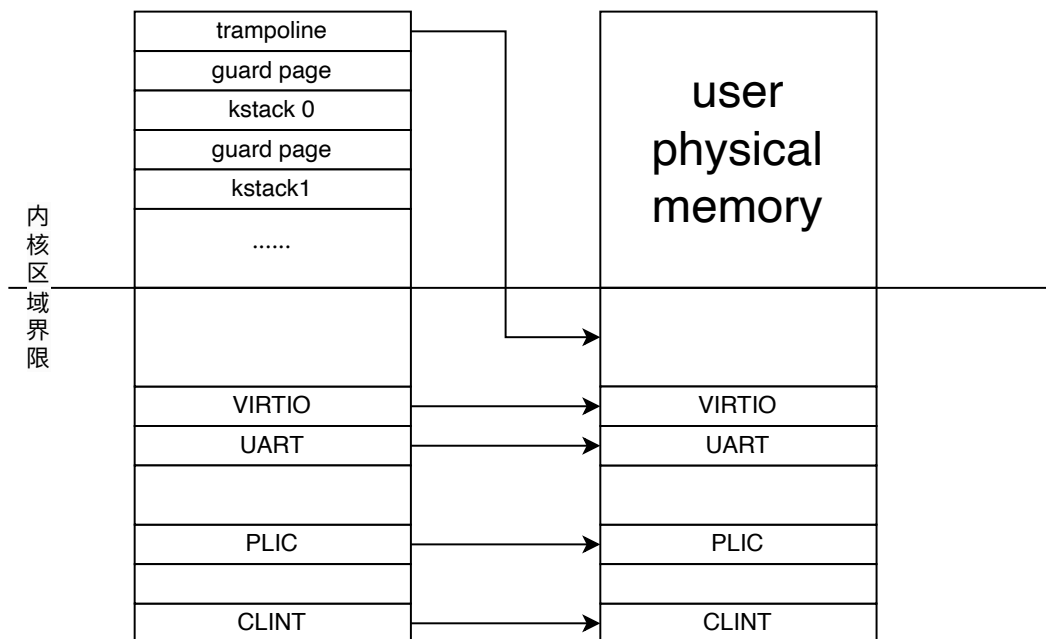 trampoline
guard page
kstack 0
guard page
kstack1
......
user
physical
memory
内
核
区
域
界
限
VIRTIO
VIRTIO
UART
UART
PLIC
PLIC
CLINT
CLINT